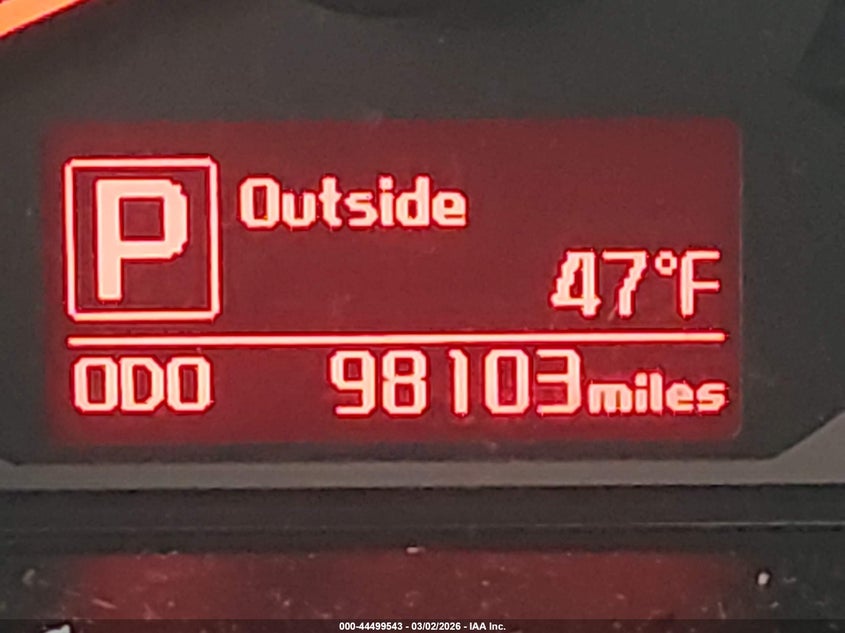 P
Outside
47°F
ODO 98103 miles
000-44499543 - 03/02/2026 - IAA Inc.